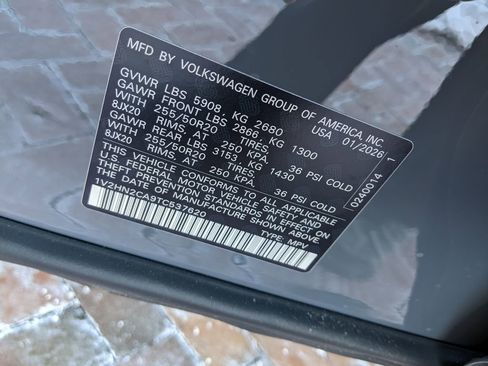 MFD BY VOLKSWAGEN GROUP OF AMERICA, INC.
USA 01/2026
GVWR LBS 5908 KG 2680
GAWR FRONT LBS 2866 KG 1300
WITH 255/50R20 TIRES,
8JX20 RIMS, AT 250 KPA, 36 PSI COLD
GAWR REAR LBS 3153 KG 1430
WITH 255/50R20 TIRES,
8JX20 RIMS, AT 250 KPA, 36 PSI COLD
THIS VEHICLE CONFORMS TO ALL APPLICABLE
U.S. FEDERAL MOTOR VEHICLE SAFETY AND
THEFT PREVENTION STANDARDS IN EFFECT ON
THE DATE OF MANUFACTURE SHOWN ABOVE.
1V2HN2CA9TC537620 TYPE MPV
0240014 1